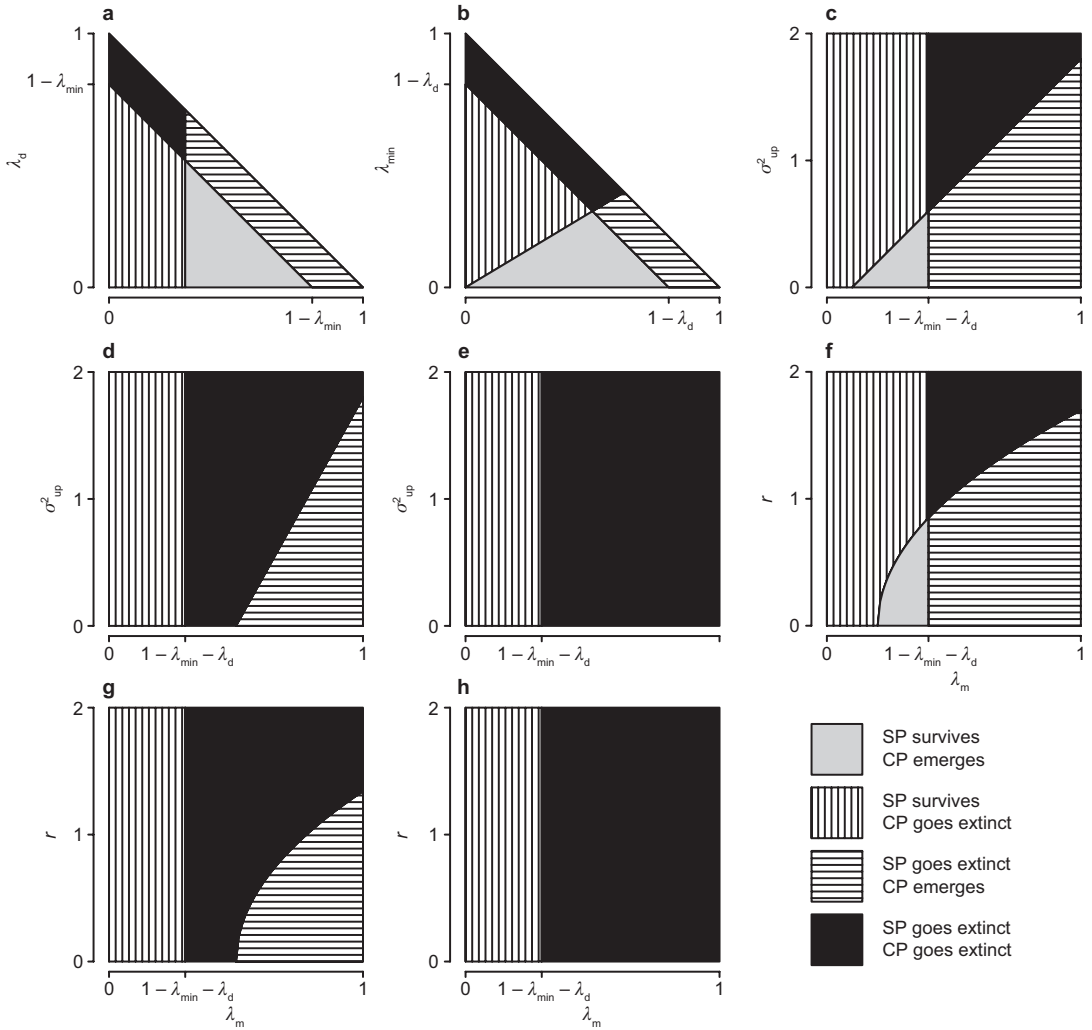 a
1
1 – λmin
λd
0
0
1 – λmin
1
b
1
1 – λd
λmin
0
0
1 – λd
1
c
2
σ²up
1
0
0
1 – λmin – λd
1
d
2
σ²up
1
0
0
1 – λmin – λd
1
e
2
σ²up
1
0
0
1 – λmin – λd
f
2
r
1
0
0
1 – λmin – λd
1
λm
g
2
r
1
0
0
1 – λmin – λd
1
λm
h
2
r
1
0
0
1 – λmin – λd
1
λm
SP survives
CP emerges
SP survives
CP goes extinct
SP goes extinct
CP emerges
SP goes extinct
CP goes extinct